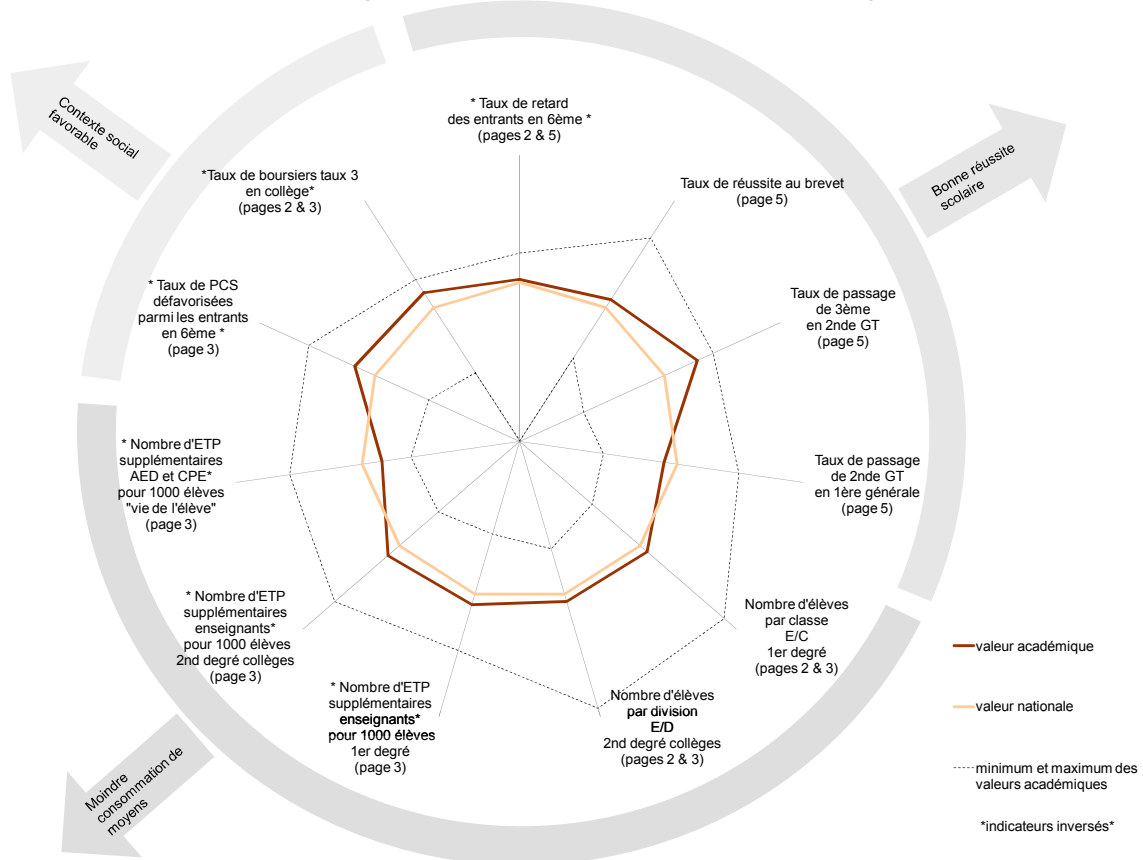 * Taux de retard
des entrants en 6ème *
(pages 2 & 5)
Taux de réussite au brevet
(page 5)
Taux de passage
de 3ème
en 2nde GT
(page 5)
Taux de passage
de 2nde GT
en 1ère générale
(page 5)
Nombre d'élèves
par classe
E/C
1er degré
(pages 2 & 3)
Nombre d'élèves
par division
E/D
2nd degré collèges
(pages 2 & 3)
* Nombre d'ETP
supplémentaires
enseignants*
pour 1000 élèves
1er degré
(page 3)
* Nombre d'ETP
supplémentaires
enseignants*
pour 1000 élèves
2nd degré collèges
(page 3)
* Nombre d'ETP
supplémentaires
AED et CPE*
pour 1000 élèves
"vie de l'élève"
(page 3)
* Taux de PCS
défavorisées
parmi les entrants
en 6ème *
(page 3)
*Taux de boursiers taux 3
en collège*
(pages 2 & 3)
Contexte social
favorable
Bonne réussite
scolaire
Moindre
consommation de
moyens
valeur académique
valeur nationale
minimum et maximum des
valeurs académiques
*indicateurs inversés*